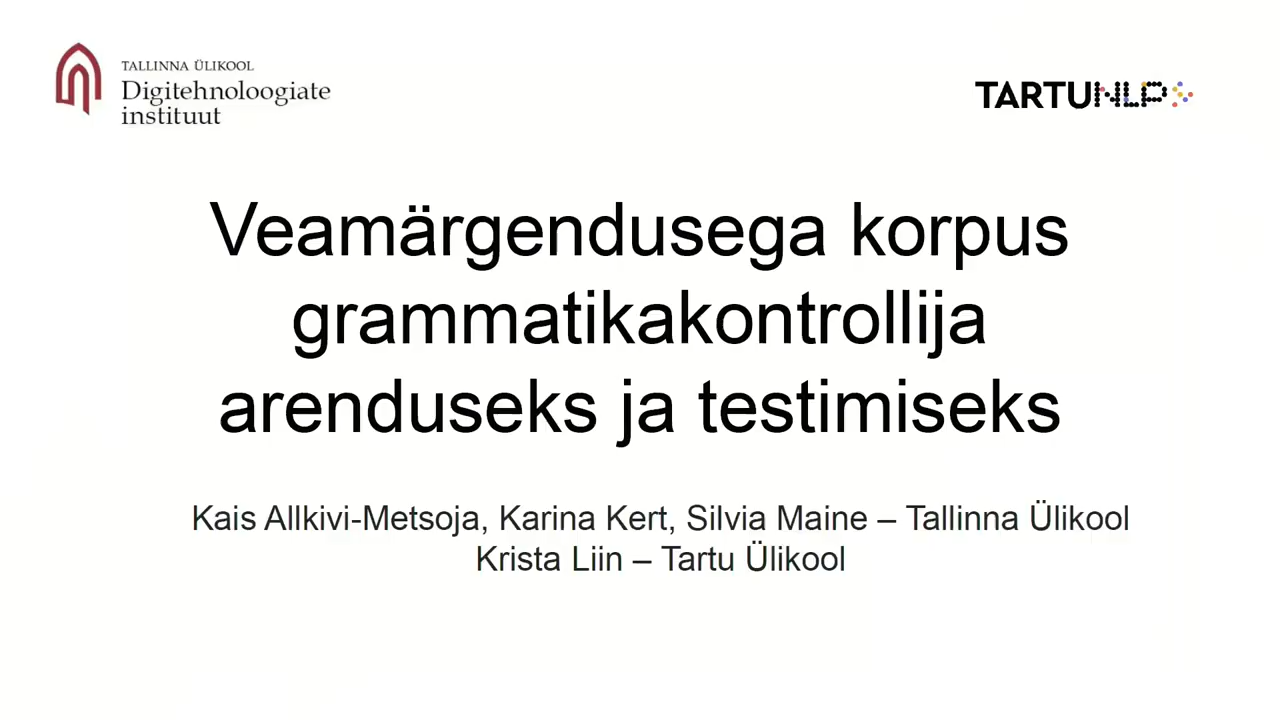 TALLINNA ÜLIKOOL
Digitehnoloogiate
instituut
TARTUNLP
Veamärgendusega korpus
grammatikakontrollija
arenduseks ja testimiseks
Kais Allkivi-Metsoja, Karina Kert, Silvia Maine – Tallinna Ülikool
Krista Liin – Tartu Ülikool